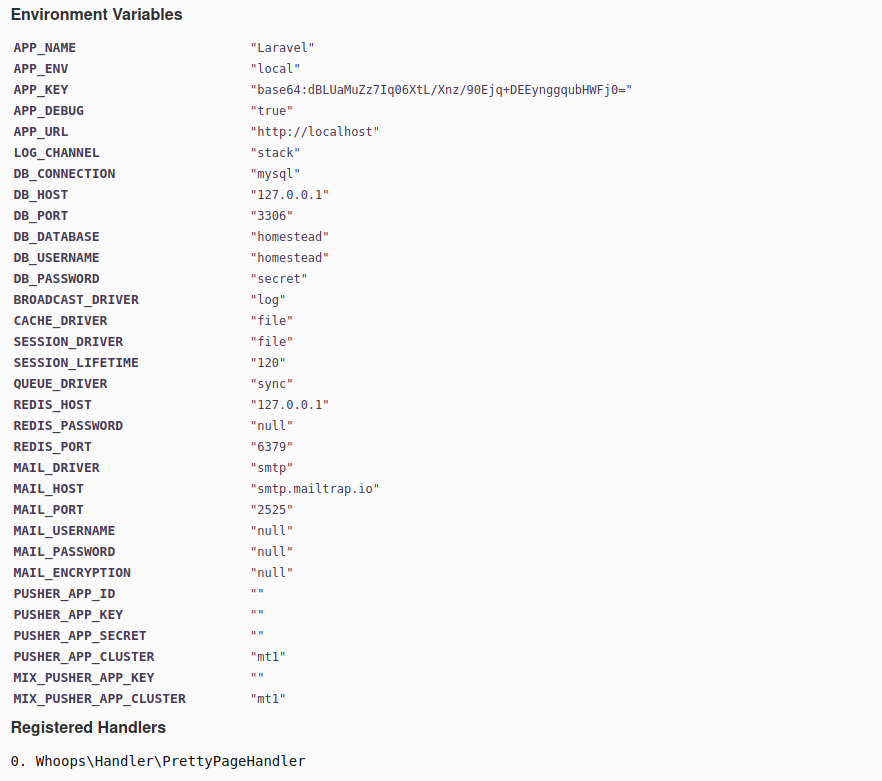 Environment Variables
APP_NAME "Laravel"
APP_ENV "local"
APP_KEY "base64:dBLUaMuZz7Iq06XtL/Xnz/90Ejq+DEEynggqubHWFj0="
APP_DEBUG "true"
APP_URL "http://localhost"
LOG_CHANNEL "stack"
DB_CONNECTION "mysql"
DB_HOST "127.0.0.1"
DB_PORT "3306"
DB_DATABASE "homestead"
DB_USERNAME "homestead"
DB_PASSWORD "secret"
BROADCAST_DRIVER "log"
CACHE_DRIVER "file"
SESSION_DRIVER "file"
SESSION_LIFETIME "120"
QUEUE_DRIVER "sync"
REDIS_HOST "127.0.0.1"
REDIS_PASSWORD "null"
REDIS_PORT "6379"
MAIL_DRIVER "smtp"
MAIL_HOST "smtp.mailtrap.io"
MAIL_PORT "2525"
MAIL_USERNAME "null"
MAIL_PASSWORD "null"
MAIL_ENCRYPTION "null"
PUSHER_APP_ID ""
PUSHER_APP_KEY ""
PUSHER_APP_SECRET ""
PUSHER_APP_CLUSTER "mt1"
MIX_PUSHER_APP_KEY ""
MIX_PUSHER_APP_CLUSTER "mt1"
Registered Handlers
0. Whoops\Handler\PrettyPageHandler